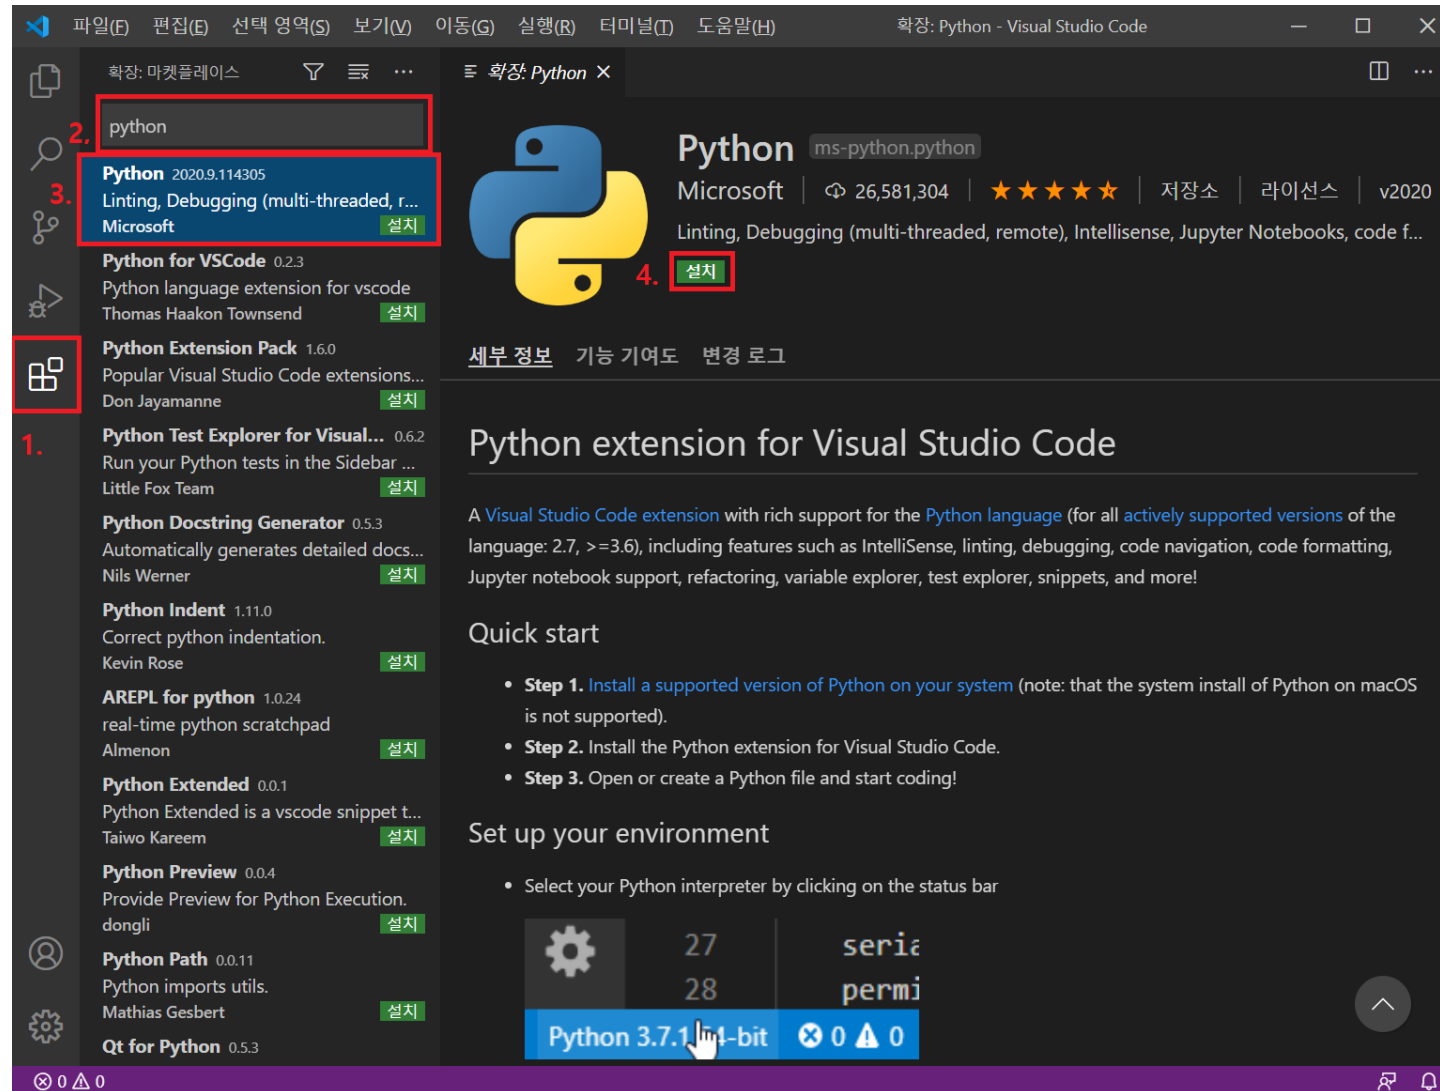 파일(F) 편집(E) 선택 영역(S) 보기(V) 이동(G) 실행(R) 터미널(T) 도움말(H) 확장: Python - Visual Studio Code
확장: 마켓플레이스
확장: Python
2.
python
3.
Python 2020.9.114305
Linting, Debugging (multi-threaded, r...
Microsoft 설치
Python for VSCode 0.2.3
Python language extension for vscode
Thomas Haakon Townsend 설치
1.
Python Extension Pack 1.6.0
Popular Visual Studio Code extensions...
Don Jayamanne 설치
Python Test Explorer for Visual... 0.6.2
Run your Python tests in the Sidebar ...
Little Fox Team 설치
Python Docstring Generator 0.5.3
Automatically generates detailed docs...
Nils Werner 설치
Python Indent 1.11.0
Correct python indentation.
Kevin Rose 설치
AREPL for python 1.0.24
real-time python scratchpad
Almenon 설치
Python Extended 0.0.1
Python Extended is a vscode snippet t...
Taiwo Kareem 설치
Python Preview 0.0.4
Provide Preview for Python Execution.
dongli 설치
Python Path 0.0.11
Python imports utils.
Mathias Gesbert 설치
Qt for Python 0.5.3
Python ms-python.python
Microsoft 26,581,304 저장소 라이선스 v2020
Linting, Debugging (multi-threaded, remote), Intellisense, Jupyter Notebooks, code f...
4. 설치
세부 정보 기능 기여도 변경 로그
Python extension for Visual Studio Code
A Visual Studio Code extension with rich support for the Python language (for all actively supported versions of the
language: 2.7, >=3.6), including features such as IntelliSense, linting, debugging, code navigation, code formatting,
Jupyter notebook support, refactoring, variable explorer, test explorer, snippets, and more!
Quick start
• Step 1. Install a supported version of Python on your system (note: that the system install of Python on macOS
is not supported).
• Step 2. Install the Python extension for Visual Studio Code.
• Step 3. Open or create a Python file and start coding!
Set up your environment
• Select your Python interpreter by clicking on the status bar
27 seria
28 permi
Python 3.7.1 -bit 0 0
0 0